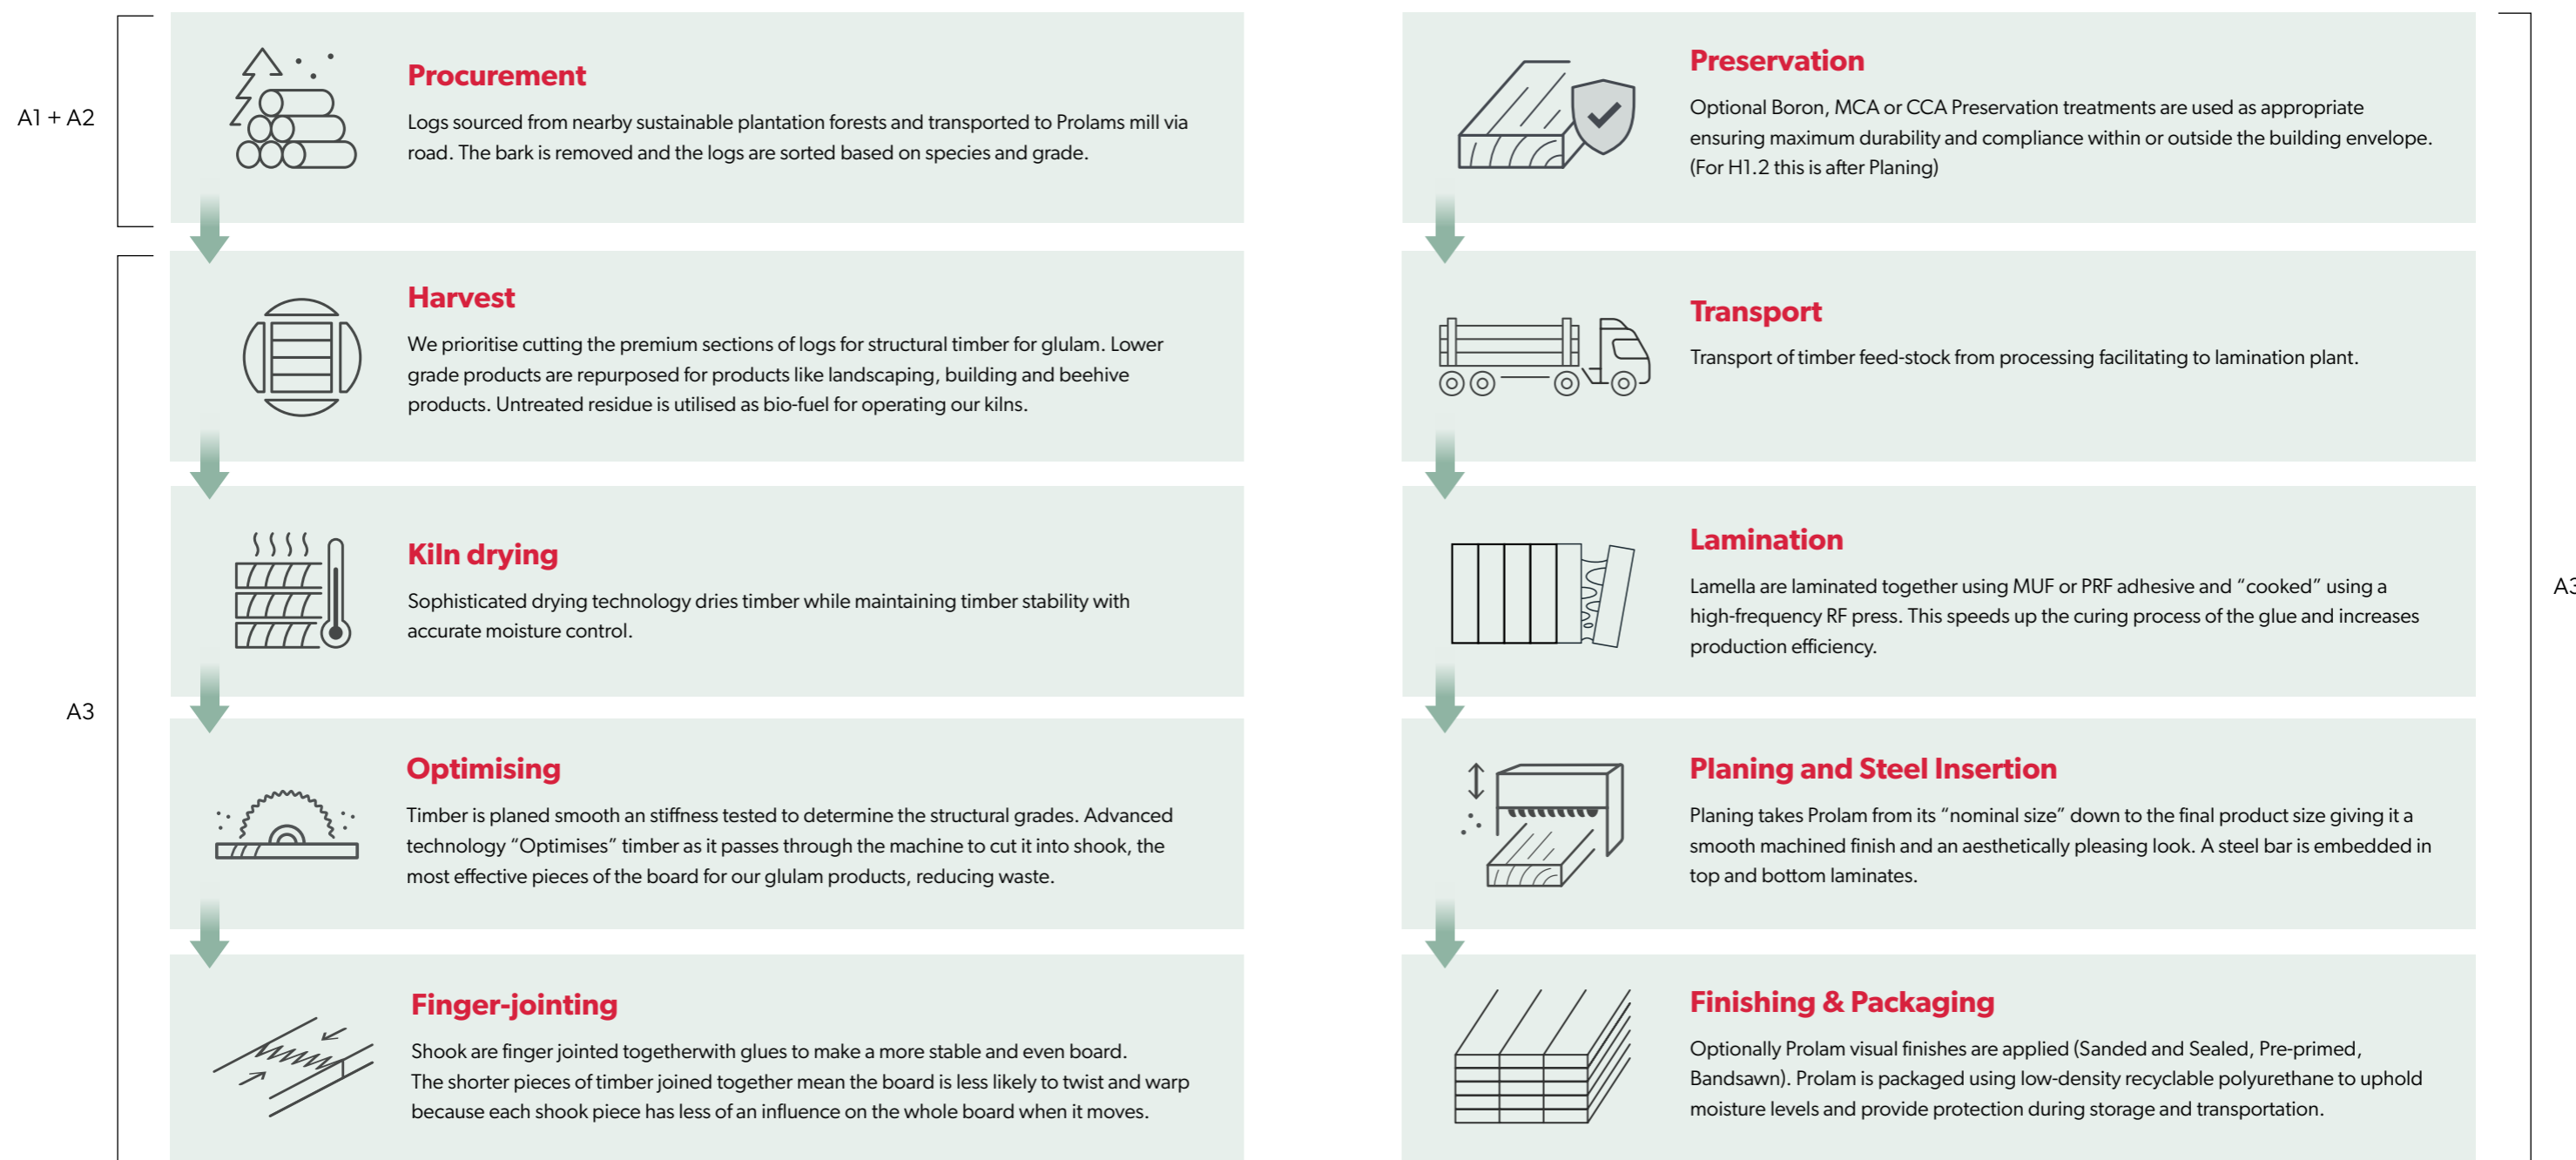 A1 + A2
Procurement
Logs sourced from nearby sustainable plantation forests and transported to Prolams mill via
road. The bark is removed and the logs are sorted based on species and grade.
A3
Harvest
We prioritise cutting the premium sections of logs for structural timber for glulam. Lower
grade products are repurposed for products like landscaping, building and beehive
products. Untreated residue is utilised as bio-fuel for operating our kilns.
Kiln drying
Sophisticated drying technology dries timber while maintaining timber stability with
accurate moisture control.
Optimising
Timber is planed smooth an stiffness tested to determine the structural grades. Advanced
technology “Optimises” timber as it passes through the machine to cut it into shook, the
most effective pieces of the board for our glulam products, reducing waste.
Finger-jointing
Shook are finger jointed togetherwith glues to make a more stable and even board.
The shorter pieces of timber joined together mean the board is less likely to twist and warp
because each shook piece has less of an influence on the whole board when it moves.
Preservation
Optional Boron, MCA or CCA Preservation treatments are used as appropriate
ensuring maximum durability and compliance within or outside the building envelope.
(For H1.2 this is after Planing)
Transport
Transport of timber feed-stock from processing facilitating to lamination plant.
Lamination
Lamella are laminated together using MUF or PRF adhesive and “cooked” using a
high-frequency RF press. This speeds up the curing process of the glue and increases
production efficiency.
Planing and Steel Insertion
Planing takes Prolam from its “nominal size” down to the final product size giving it a
smooth machined finish and an aesthetically pleasing look. A steel bar is embedded in
top and bottom laminates.
Finishing & Packaging
Optionally Prolam visual finishes are applied (Sanded and Sealed, Pre-primed,
Bandsawn). Prolam is packaged using low-density recyclable polyurethane to uphold
moisture levels and provide protection during storage and transportation.
A3